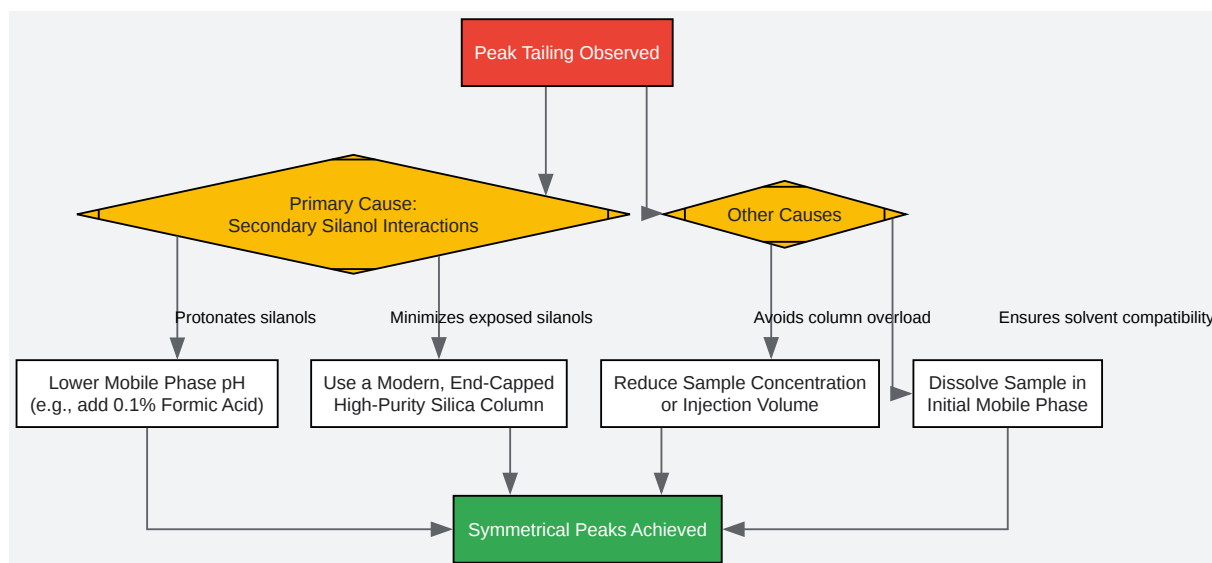 Peak Tailing Observed
Primary Cause:
Secondary Silanol Interactions
Other Causes
Protonates silanols
Minimizes exposed silanols
Avoids column overload
Ensures solvent compatibility
Lower Mobile Phase pH
(e.g., add 0.1% Formic Acid)
Use a Modern, End-Capped
High-Purity Silica Column
Reduce Sample Concentration
or Injection Volume
Dissolve Sample in
Initial Mobile Phase
Symmetrical Peaks Achieved